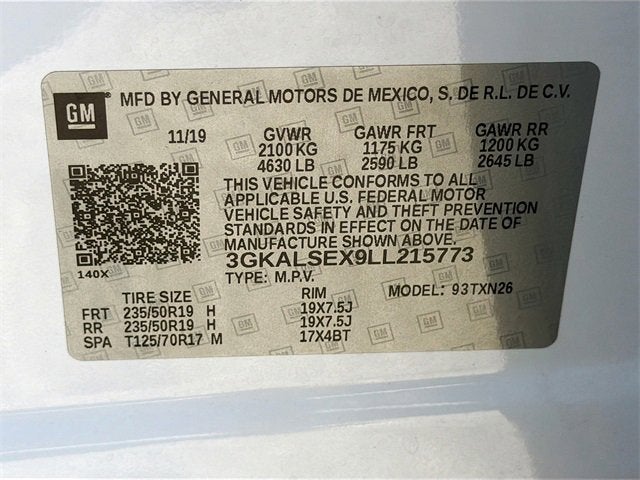 GM MFD BY GENERAL MOTORS DE MEXICO, S, DE R.L. DE C.V.
11/19 GVWR GAWR FRT GAWR RR
2100 KG 1175 KG 1200 KG
4630 LB 2590 LB 2645 LB
THIS VEHICLE CONFORMS TO ALL
APPLICABLE U.S. FEDERAL MOTOR
VEHICLE SAFETY AND THEFT PREVENTION
STANDARDS IN EFFECT ON THE DATE OF
MANUFACTURE SHOWN ABOVE.
3GKALSEX9LL215773
140X TYPE: M.P.V.
TIRE SIZE RIM MODEL: 93TXN26
FRT 235/50R19 H 19X7.5J
RR 235/50R19 H 19X7.5J
SPA T125/70R17 M 17X4BT